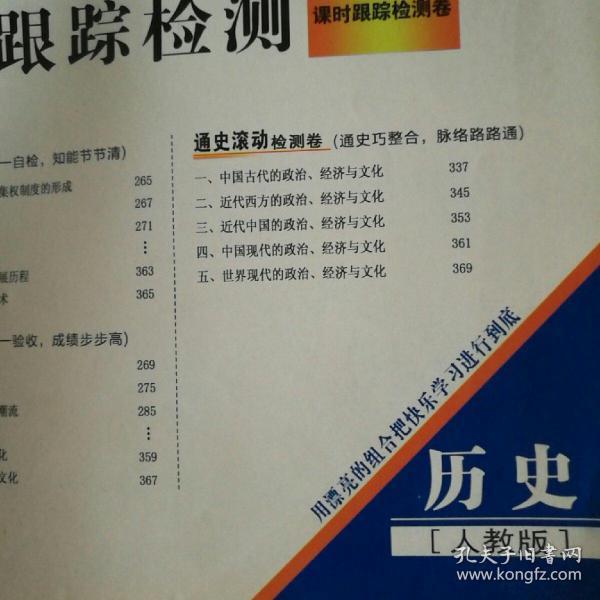 跟踪检测
课时跟踪检测卷
一自检，知能节节清）
集权制度的形成 265
267
271
⋮
展历程 363
术 365
一验收，成绩步步高）
269
275
潮流 285
⋮
化 359
文化 367
通史滚动检测卷（通史巧整合，脉络路路通）
一、中国古代的政治、经济与文化 337
二、近代西方的政治、经济与文化 345
三、近代中国的政治、经济与文化 353
四、中国现代的政治、经济与文化 361
五、世界现代的政治、经济与文化 369
用漂亮的组合把快乐学习进行到底
历史
［人教版］
孔夫子旧书网
www.kongfz.com